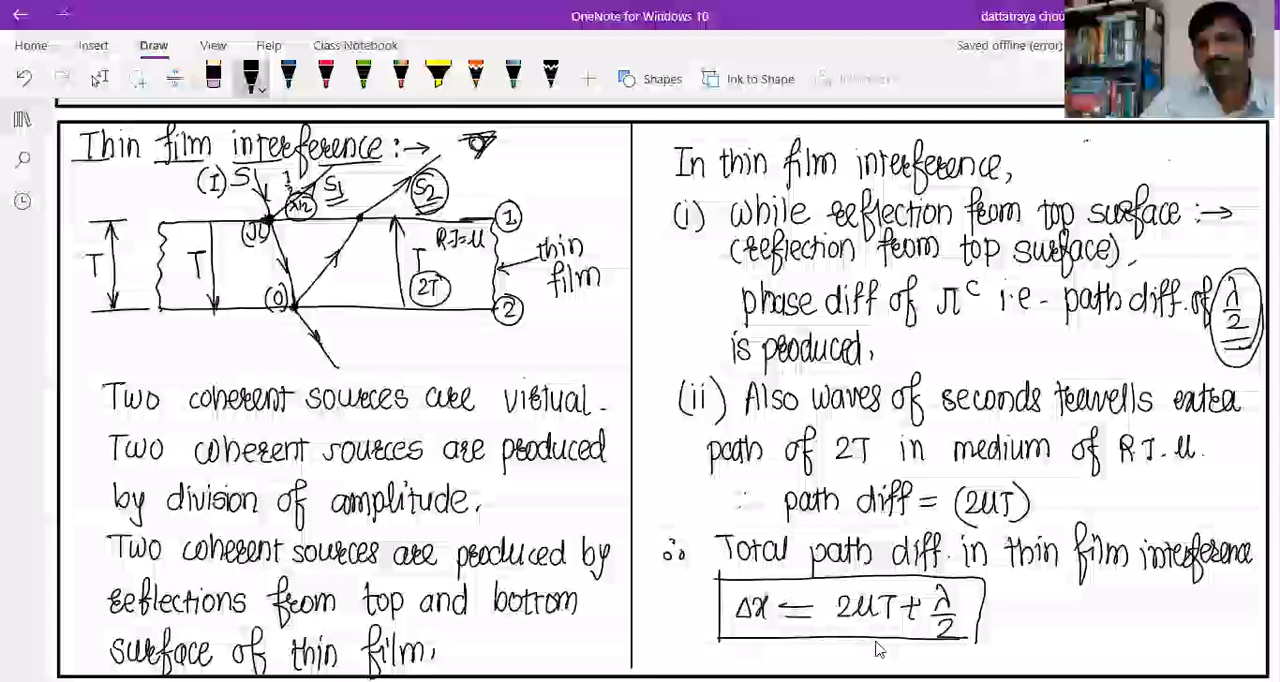 OneNote for Windows 10
dattatraya chou
Home Insert Draw View Help Class Notebook
Saved offline (error)
Shapes Ink to Shape
Thin film interference :→
(I) S S1 S2
λ/2
(M) R.I=μ 1
T T T thin
2T film
(O) 2
Two coherent sources are virtual.
Two coherent sources are produced
by division of amplitude.
Two coherent sources are produced by
reflections from top and bottom
surface of thin film.
In thin film interference,
(i) While reflection from top surface :→
(reflection from top surface).
phase diff of πᶜ i.e- path diff. of λ/2
is produced.
(ii) Also waves of seconds travells extra
path of 2T in medium of R.I. μ.
∴ path diff = (2μT)
∴ Total path diff. in thin film interference
Δx = 2μT + λ/2